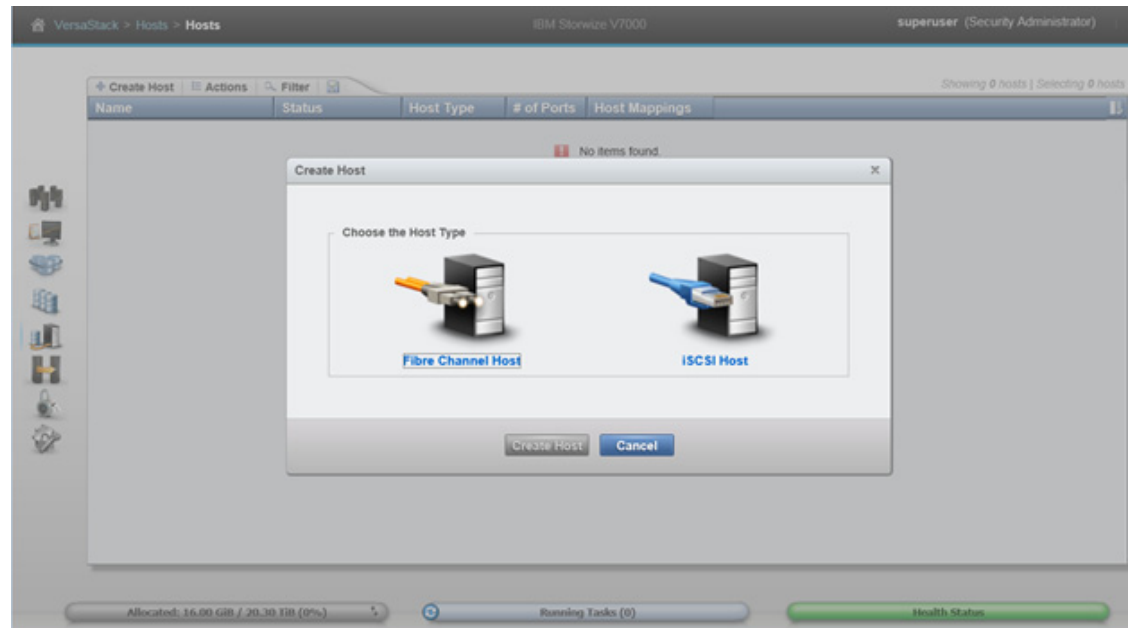 VersaStack > Hosts > Hosts
IBM Storwize V7000
superuser (Security Administrator)
Create Host
Actions
Filter
Showing 0 hosts | Selecting 0 hosts
Name
Status
Host Type
# of Ports
Host Mappings
No items found.
Create Host
Choose the Host Type
Fibre Channel Host
iSCSI Host
Create Host
Cancel
Allocated: 16.00 GiB / 20.30 TiB (0%)
Running Tasks (0)
Health Status